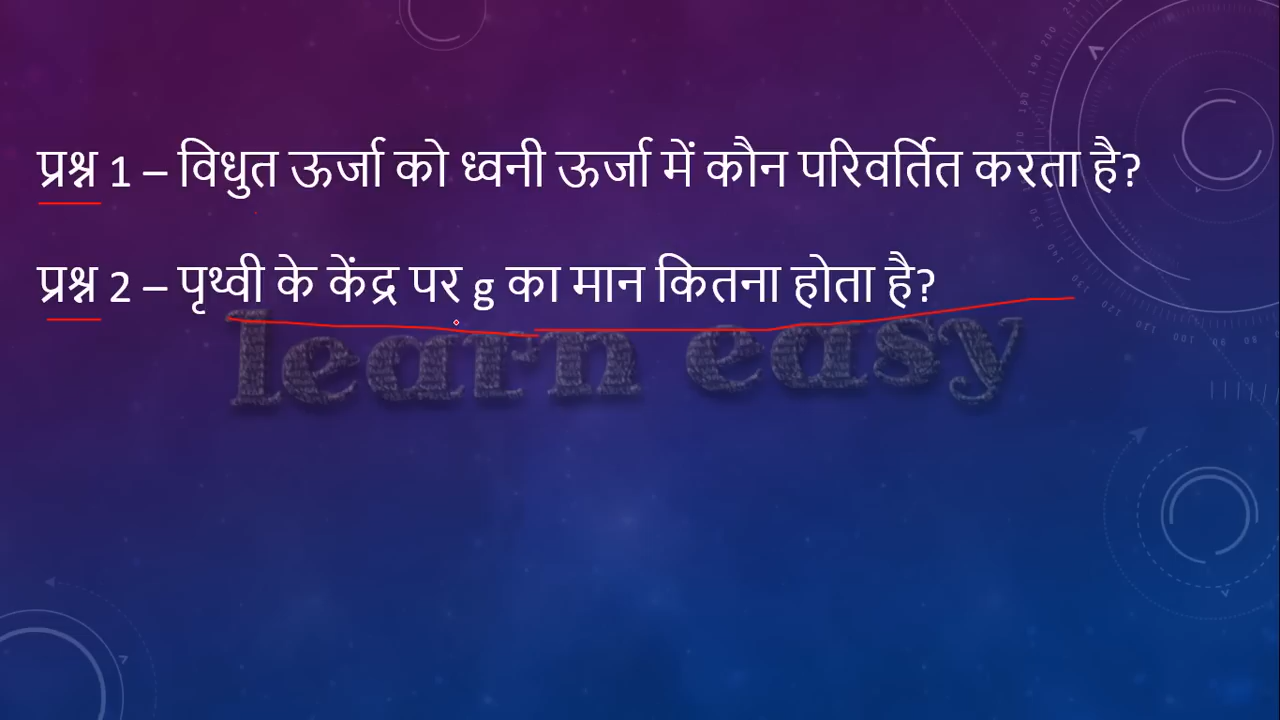 प्रश्न 1 – विधुत ऊर्जा को ध्वनी ऊर्जा में कौन परिवर्तित करता है?
प्रश्न 2 – पृथ्वी के केंद्र पर g का मान कितना होता है?
learn easy